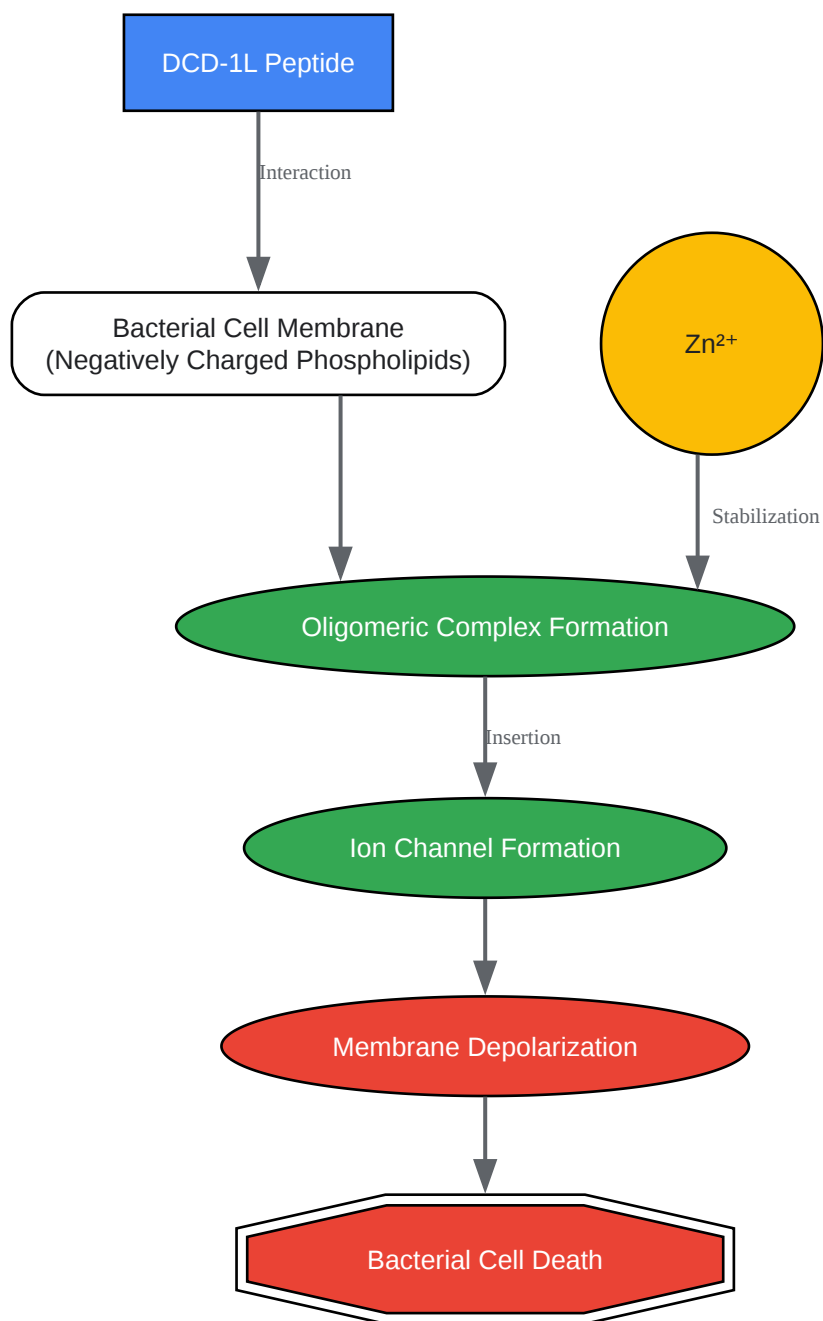 DCD-1L Peptide
Interaction
Bacterial Cell Membrane
(Negatively Charged Phospholipids)
Zn²⁺
Stabilization
Oligomeric Complex Formation
Insertion
Ion Channel Formation
Membrane Depolarization
Bacterial Cell Death